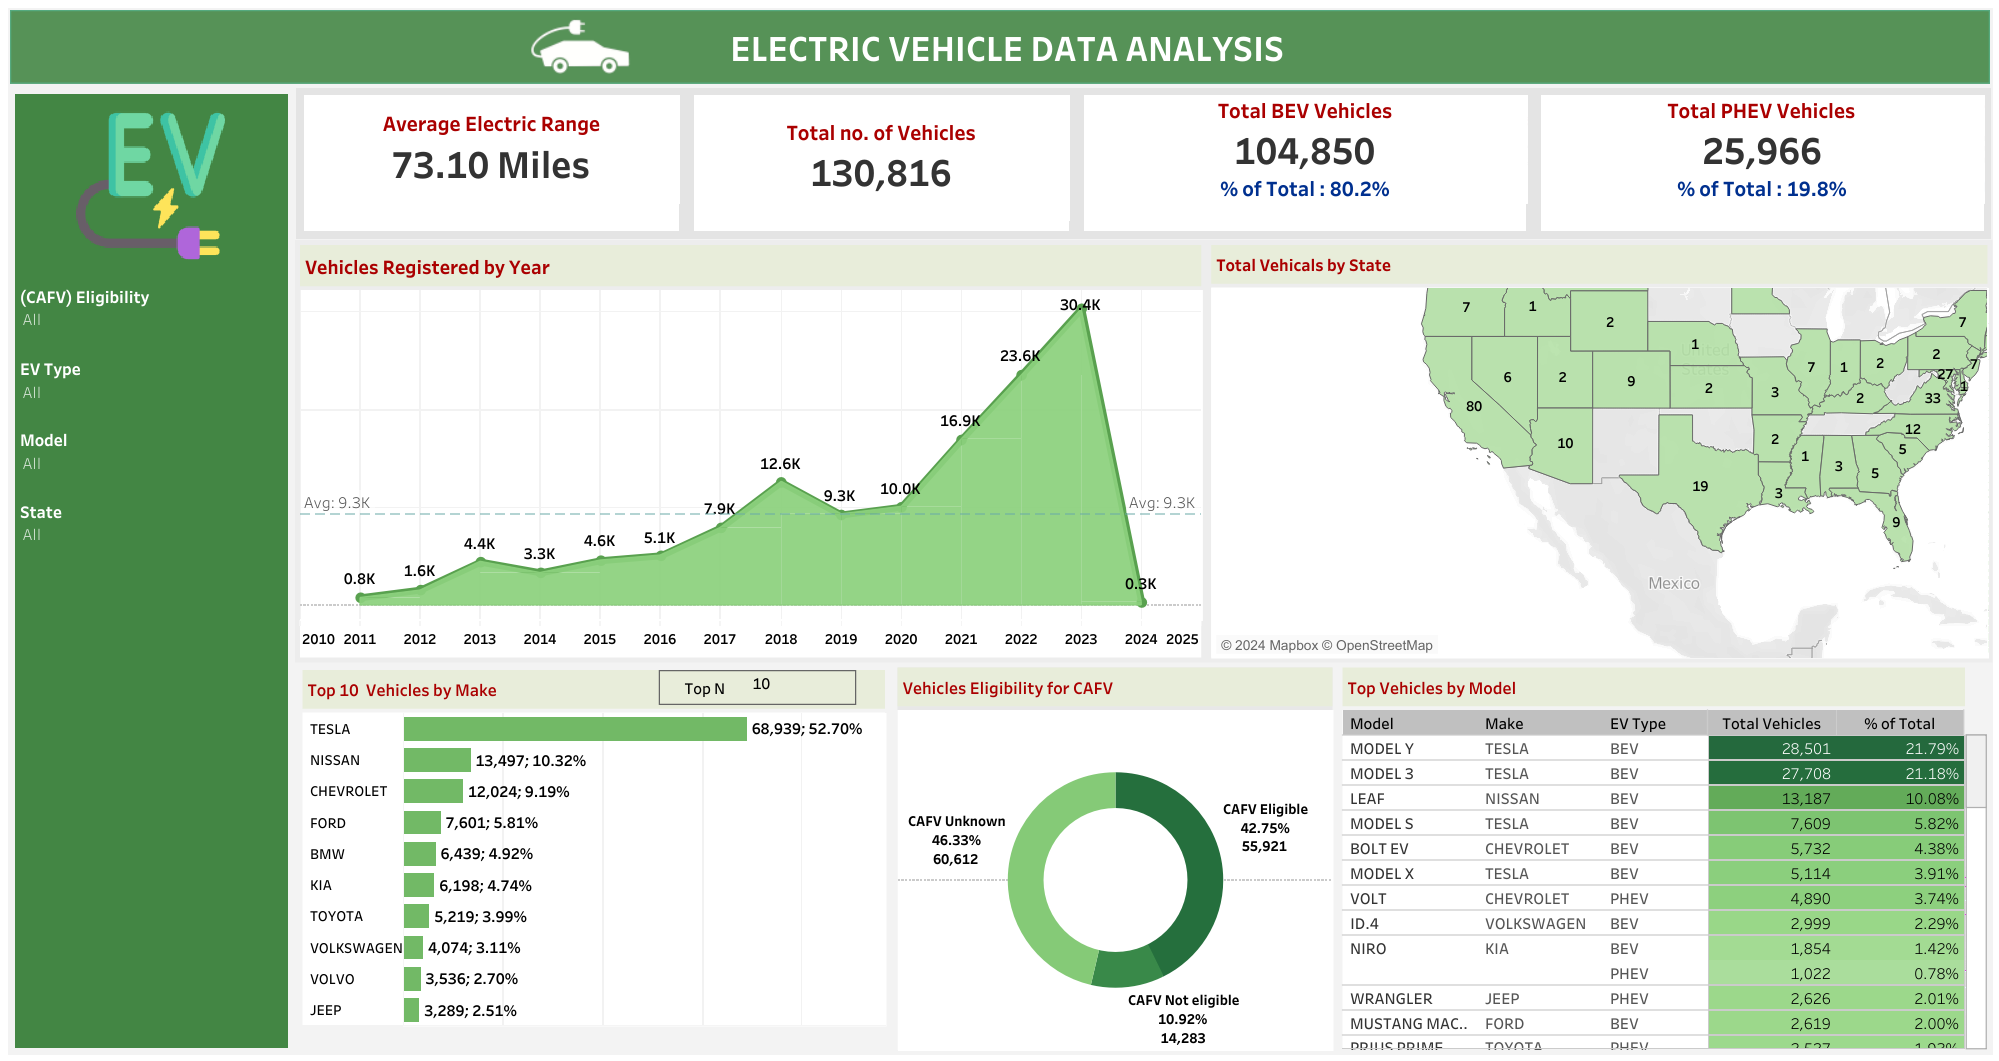 ELECTRIC VEHICLE DATA ANALYSIS
EV
(CAFV) Eligibility
All
EV Type
All
Model
All
State
All
Average Electric Range
73.10 Miles
Total no. of Vehicles
130,816
Total BEV Vehicles
104,850
% of Total : 80.2%
Total PHEV Vehicles
25,966
% of Total : 19.8%
Vehicles Registered by Year
30.4K
23.6K
16.9K
12.6K
9.3K
10.0K
7.9K
Avg: 9.3K
Avg: 9.3K
4.4K
3.3K
4.6K
5.1K
0.8K
1.6K
0.3K
2010 2011 2012 2013 2014 2015 2016 2017 2018 2019 2020 2021 2022 2023 2024 2025
Total Vehicals by State
7 1 2 7
1
United
States
6 2 9 2 3 7 1 2 2 7
27 1
80 2 33
10 2 12
1 3 5 5
19 3
9
Mexico
© 2024 Mapbox © OpenStreetMap
Top 10 Vehicles by Make
Top N 10
TESLA 68,939; 52.70%
NISSAN 13,497; 10.32%
CHEVROLET 12,024; 9.19%
FORD 7,601; 5.81%
BMW 6,439; 4.92%
KIA 6,198; 4.74%
TOYOTA 5,219; 3.99%
VOLKSWAGEN 4,074; 3.11%
VOLVO 3,536; 2.70%
JEEP 3,289; 2.51%
Vehicles Eligibility for CAFV
CAFV Unknown
46.33%
60,612
CAFV Eligible
42.75%
55,921
CAFV Not eligible
10.92%
14,283
Top Vehicles by Model
Model Make EV Type Total Vehicles % of Total
MODEL Y TESLA BEV 28,501 21.79%
MODEL 3 TESLA BEV 27,708 21.18%
LEAF NISSAN BEV 13,187 10.08%
MODEL S TESLA BEV 7,609 5.82%
BOLT EV CHEVROLET BEV 5,732 4.38%
MODEL X TESLA BEV 5,114 3.91%
VOLT CHEVROLET PHEV 4,890 3.74%
ID.4 VOLKSWAGEN BEV 2,999 2.29%
NIRO KIA BEV 1,854 1.42%
PHEV 1,022 0.78%
WRANGLER JEEP PHEV 2,626 2.01%
MUSTANG MAC.. FORD BEV 2,619 2.00%
PRIUS PRIME TOYOTA PHEV